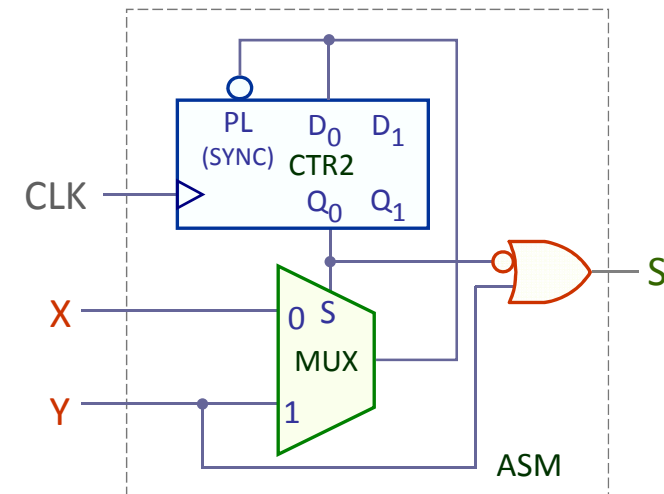 PL D0 D1
(SYNC)
CTR2
CLK
Q0 Q1
S
X
0 S
MUX
Y
1
ASM